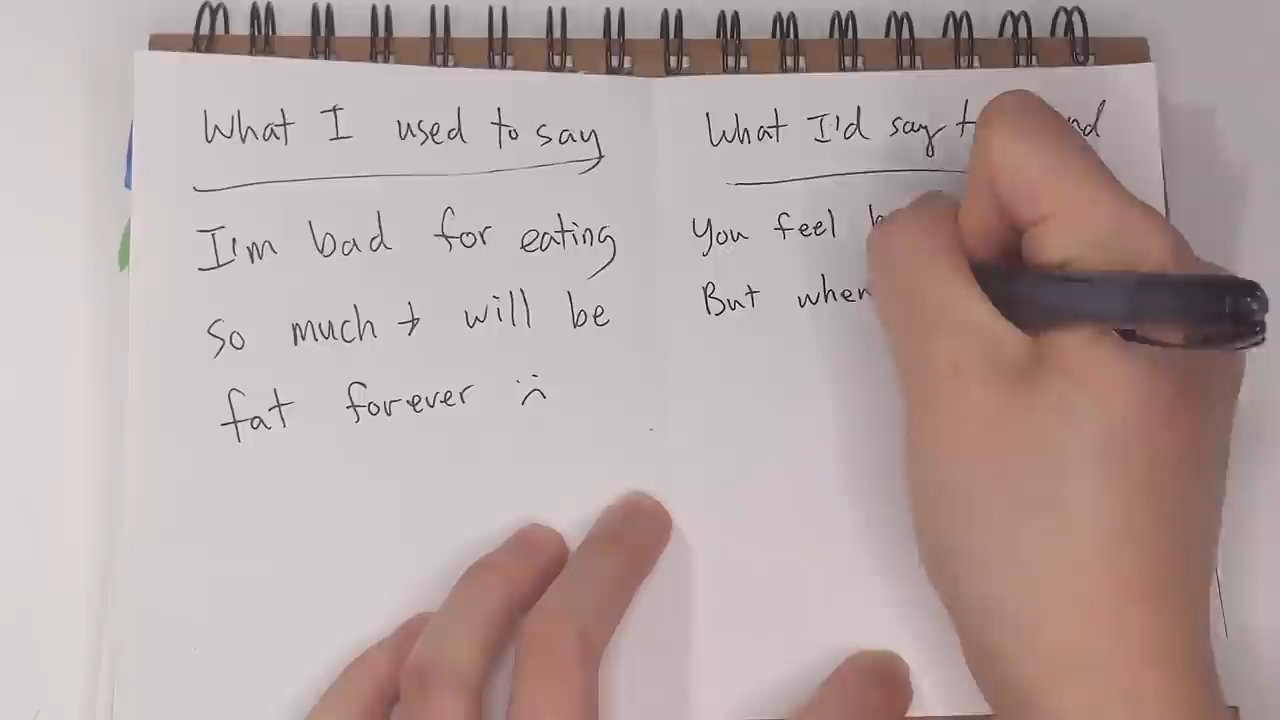 What I used to say
I'm bad for eating
so much + will be
fat forever :(
What I'd say
You feel
But when